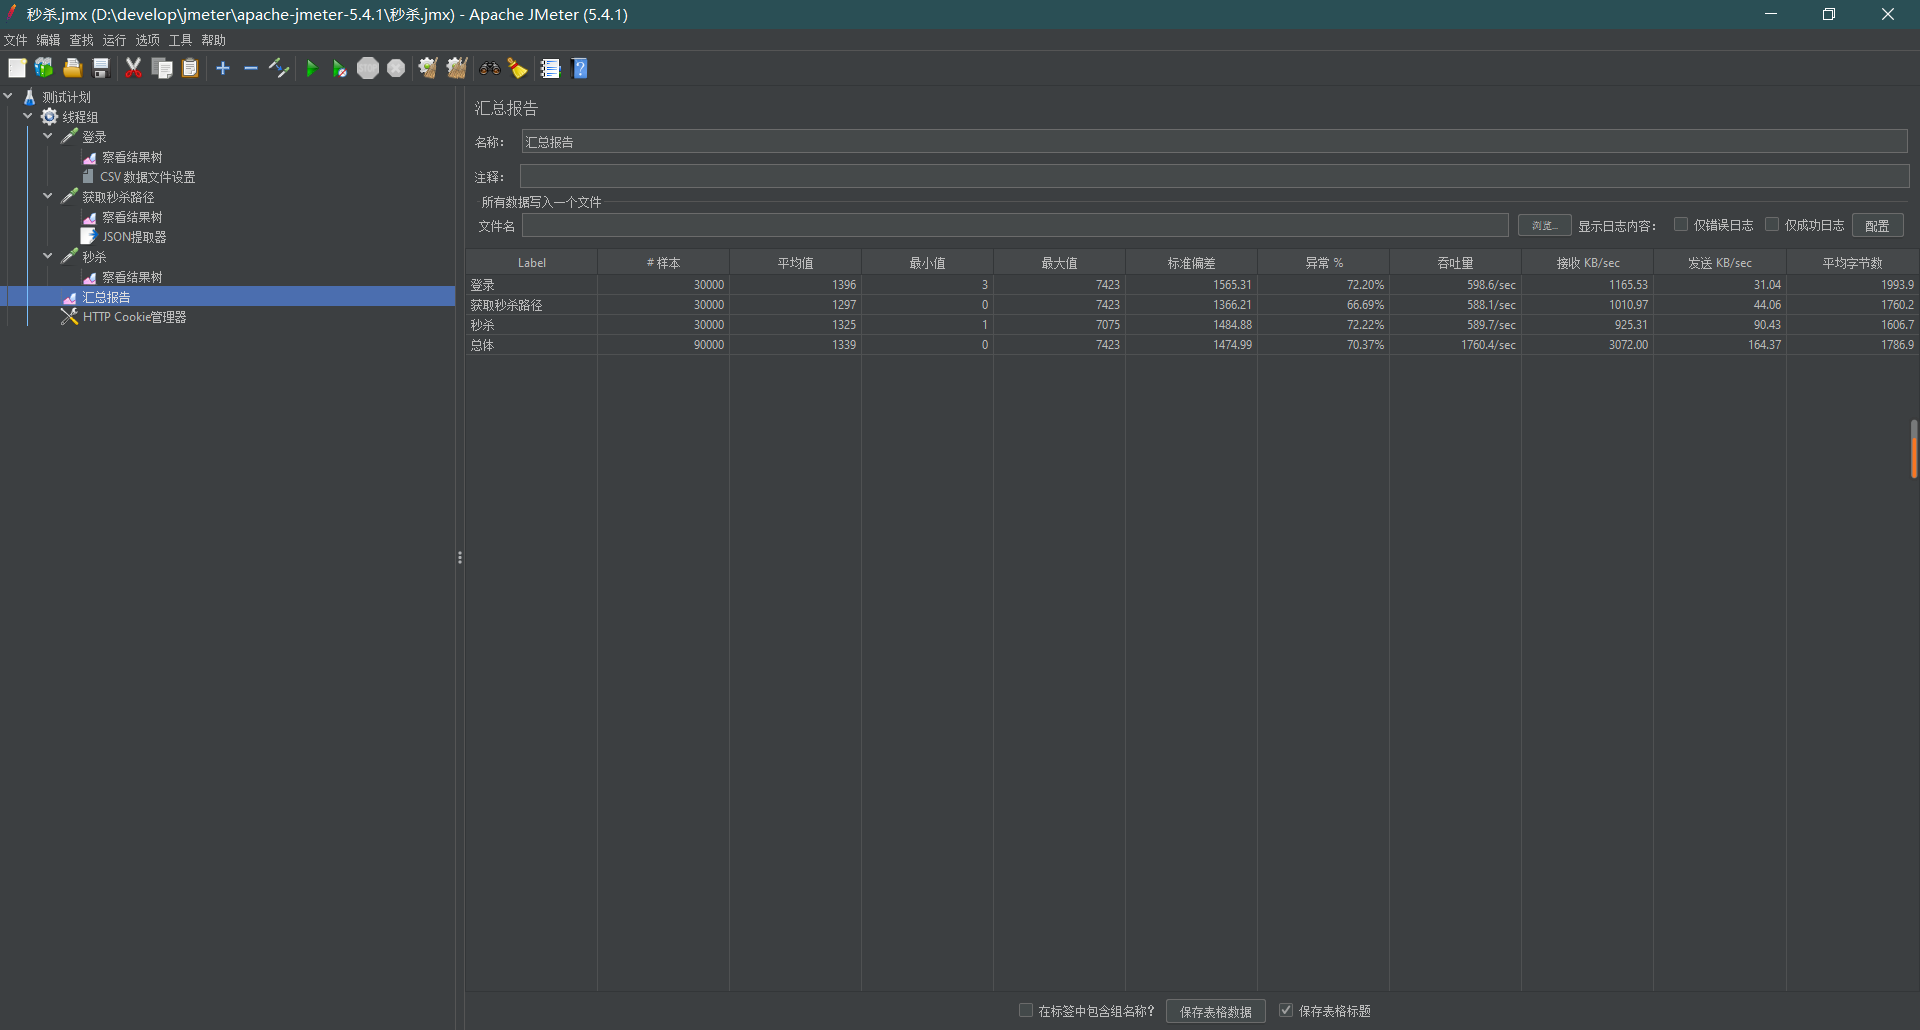 秒杀.jmx (D:\develop\jmeter\apache-jmeter-5.4.1\秒杀.jmx) - Apache JMeter (5.4.1)
文件 编辑 查找 运行 选项 工具 帮助
测试计划
线程组
登录
察看结果树
CSV 数据文件设置
获取秒杀路径
察看结果树
JSON提取器
秒杀
察看结果树
汇总报告
HTTP Cookie管理器
汇总报告
名称： 汇总报告
注释：
所有数据写入一个文件
文件名 浏览... 显示日志内容： 仅错误日志 仅成功日志 配置
Label # 样本 平均值 最小值 最大值 标准偏差 异常 % 吞吐量 接收 KB/sec 发送 KB/sec 平均字节数
登录 30000 1396 3 7423 1565.31 72.20% 598.6/sec 1165.53 31.04 1993.9
获取秒杀路径 30000 1297 0 7423 1366.21 66.69% 588.1/sec 1010.97 44.06 1760.2
秒杀 30000 1325 1 7075 1484.88 72.22% 589.7/sec 925.31 90.43 1606.7
总体 90000 1339 0 7423 1474.99 70.37% 1760.4/sec 3072.00 164.37 1786.9
在标签中包含组名称？ 保存表格数据 保存表格标题